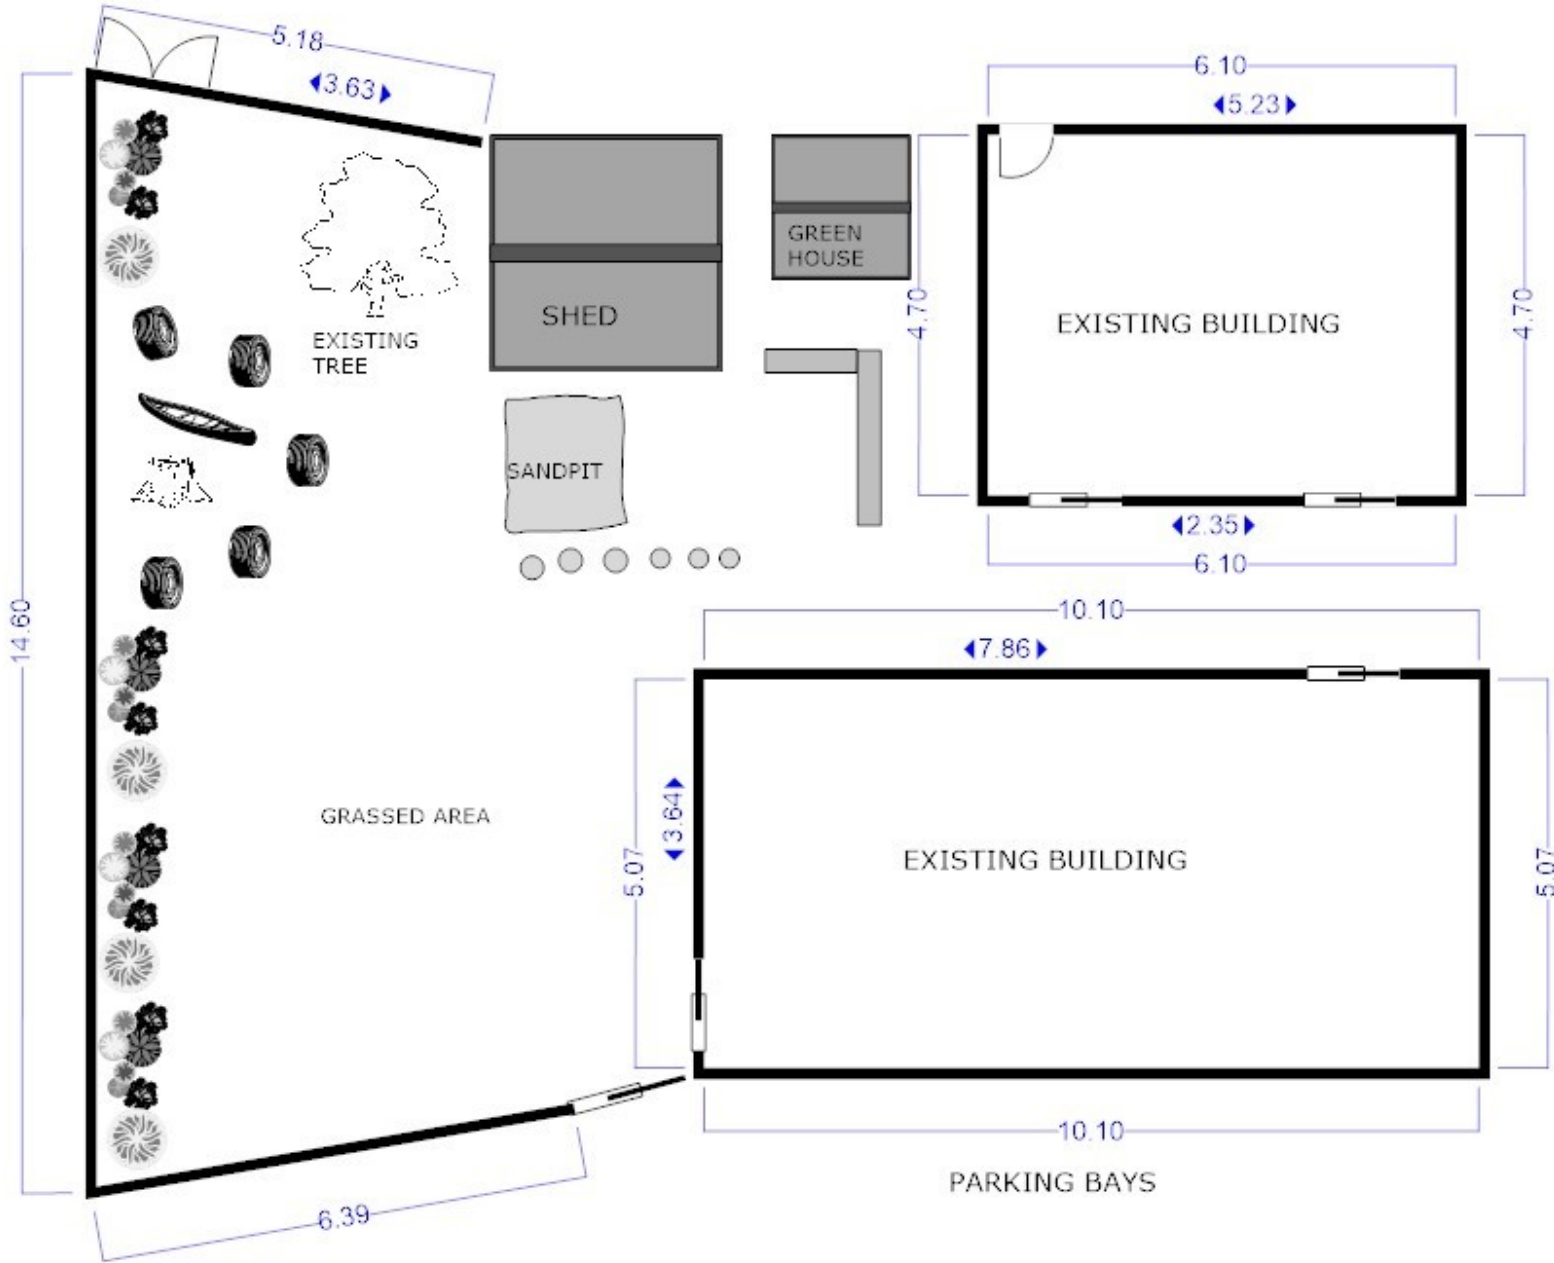 5.18
3.63
6.10
5.23
GREEN
HOUSE
SHED
4.70
EXISTING BUILDING
4.70
EXISTING
TREE
SANDPIT
2.35
6.10
14.60
10.10
7.86
3.64
5.07
GRASSED AREA
EXISTING BUILDING
5.07
10.10
PARKING BAYS
6.39